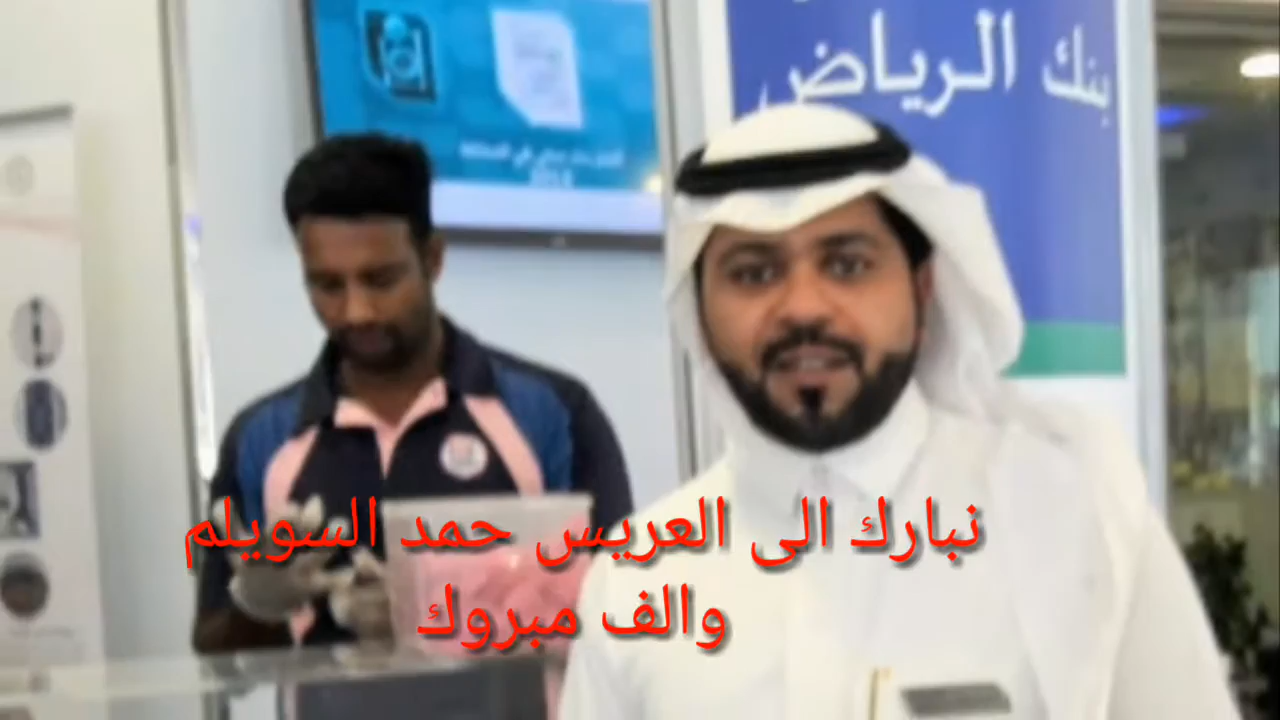 بنك الرياض
نبارك الى العريس حمد السويلم
والف مبروك